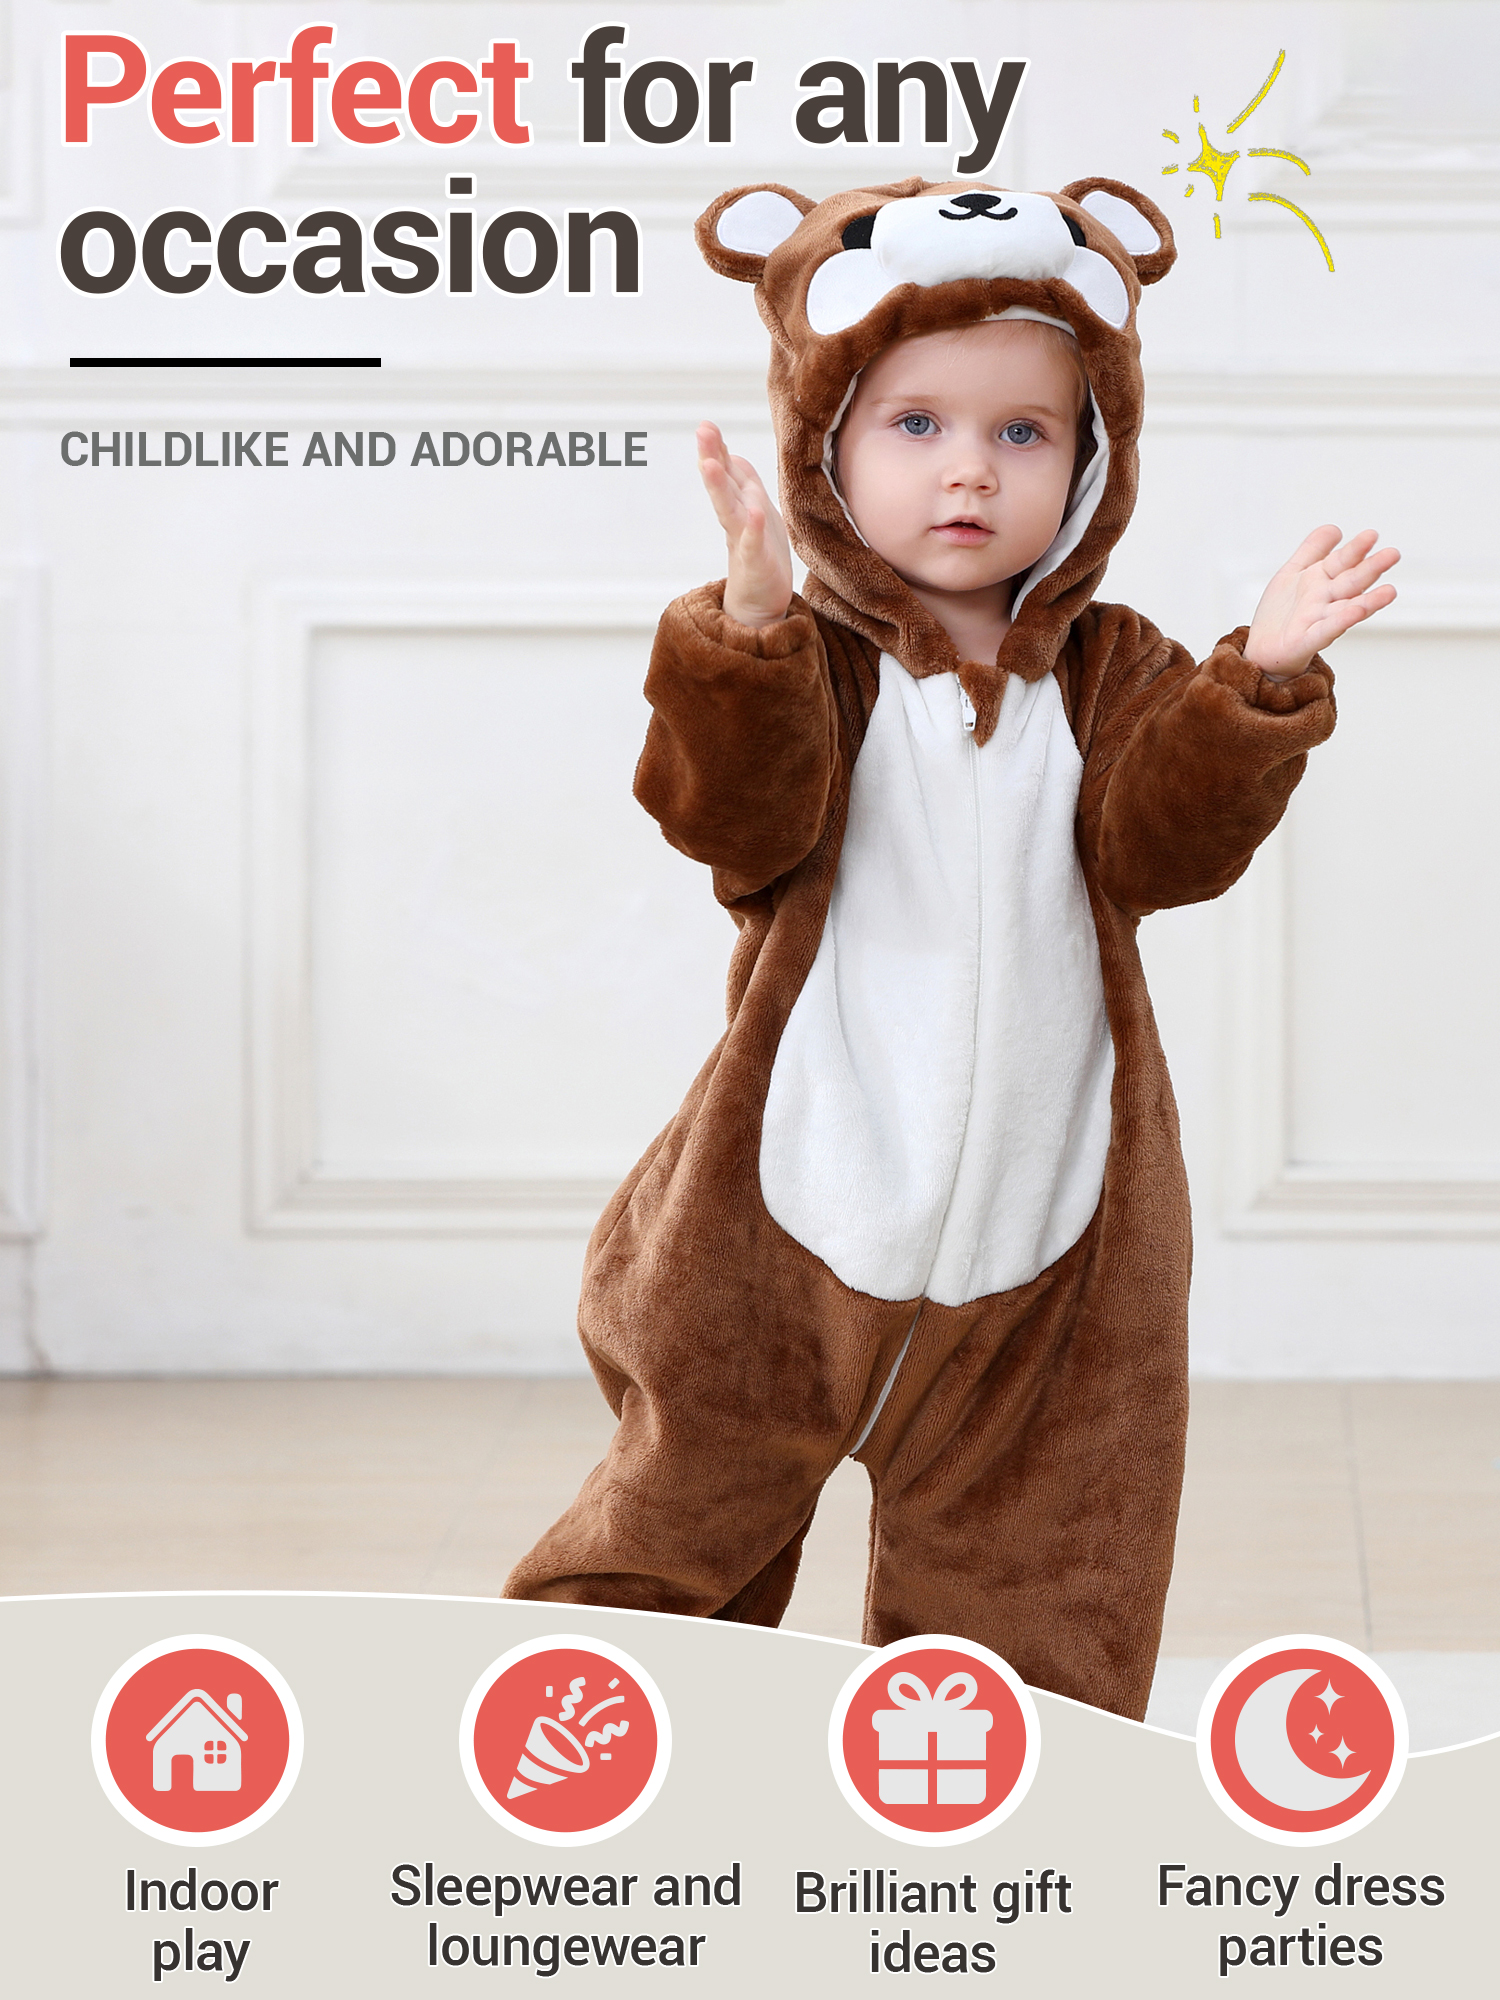 Perfect for any
occasion
CHILDLIKE AND ADORABLE
Indoor
play
Sleepwear and
loungewear
Brilliant gift
ideas
Fancy dress
parties